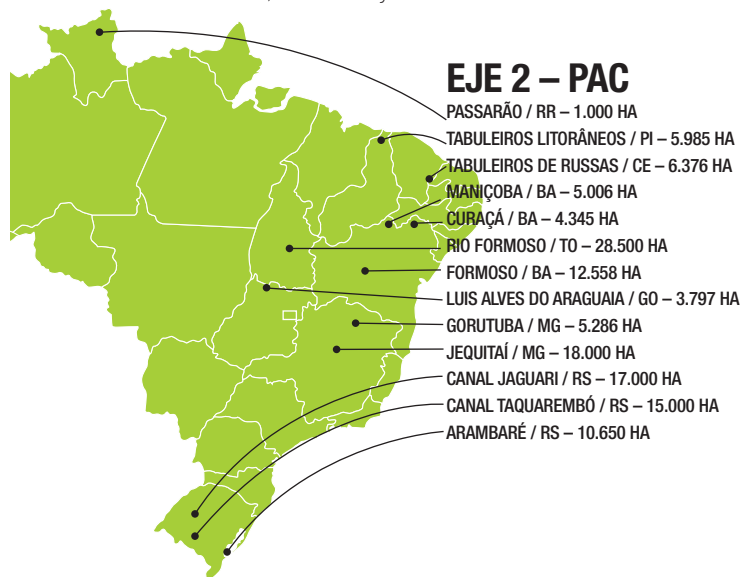 EJE 2 – PAC
PASSARÃO / RR – 1.000 HA
TABULEIROS LITORÂNEOS / PI – 5.985 HA
TABULEIROS DE RUSSAS / CE – 6.376 HA
MANIÇOBA / BA – 5.006 HA
CURAÇÁ / BA – 4.345 HA
RIO FORMOSO / TO – 28.500 HA
FORMOSO / BA – 12.558 HA
LUIS ALVES DO ARAGUAIA / GO – 3.797 HA
GORUTUBA / MG – 5.286 HA
JEQUITAÍ / MG – 18.000 HA
CANAL JAGUARI / RS – 17.000 HA
CANAL TAQUAREMBÓ / RS – 15.000 HA
ARAMBARÉ / RS – 10.650 HA